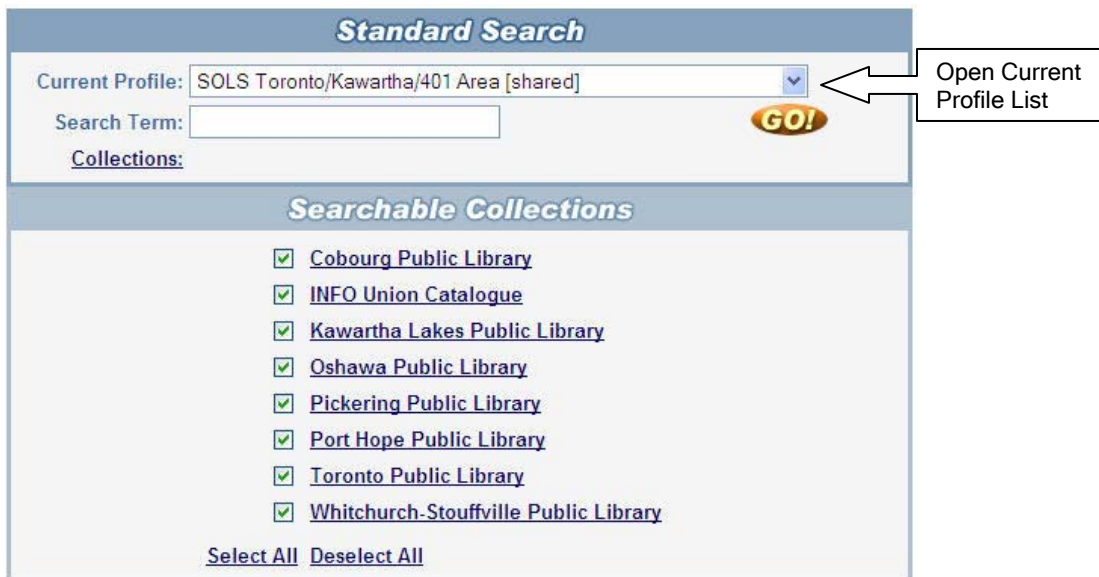 Standard Search
Current Profile: SOLS Toronto/Kawartha/401 Area [shared]
Open Current
Profile List
Search Term:
GO!
Collections:
Searchable Collections
Cobourg Public Library
INFO Union Catalogue
Kawartha Lakes Public Library
Oshawa Public Library
Pickering Public Library
Port Hope Public Library
Toronto Public Library
Whitchurch-Stouffville Public Library
Select All Deselect All